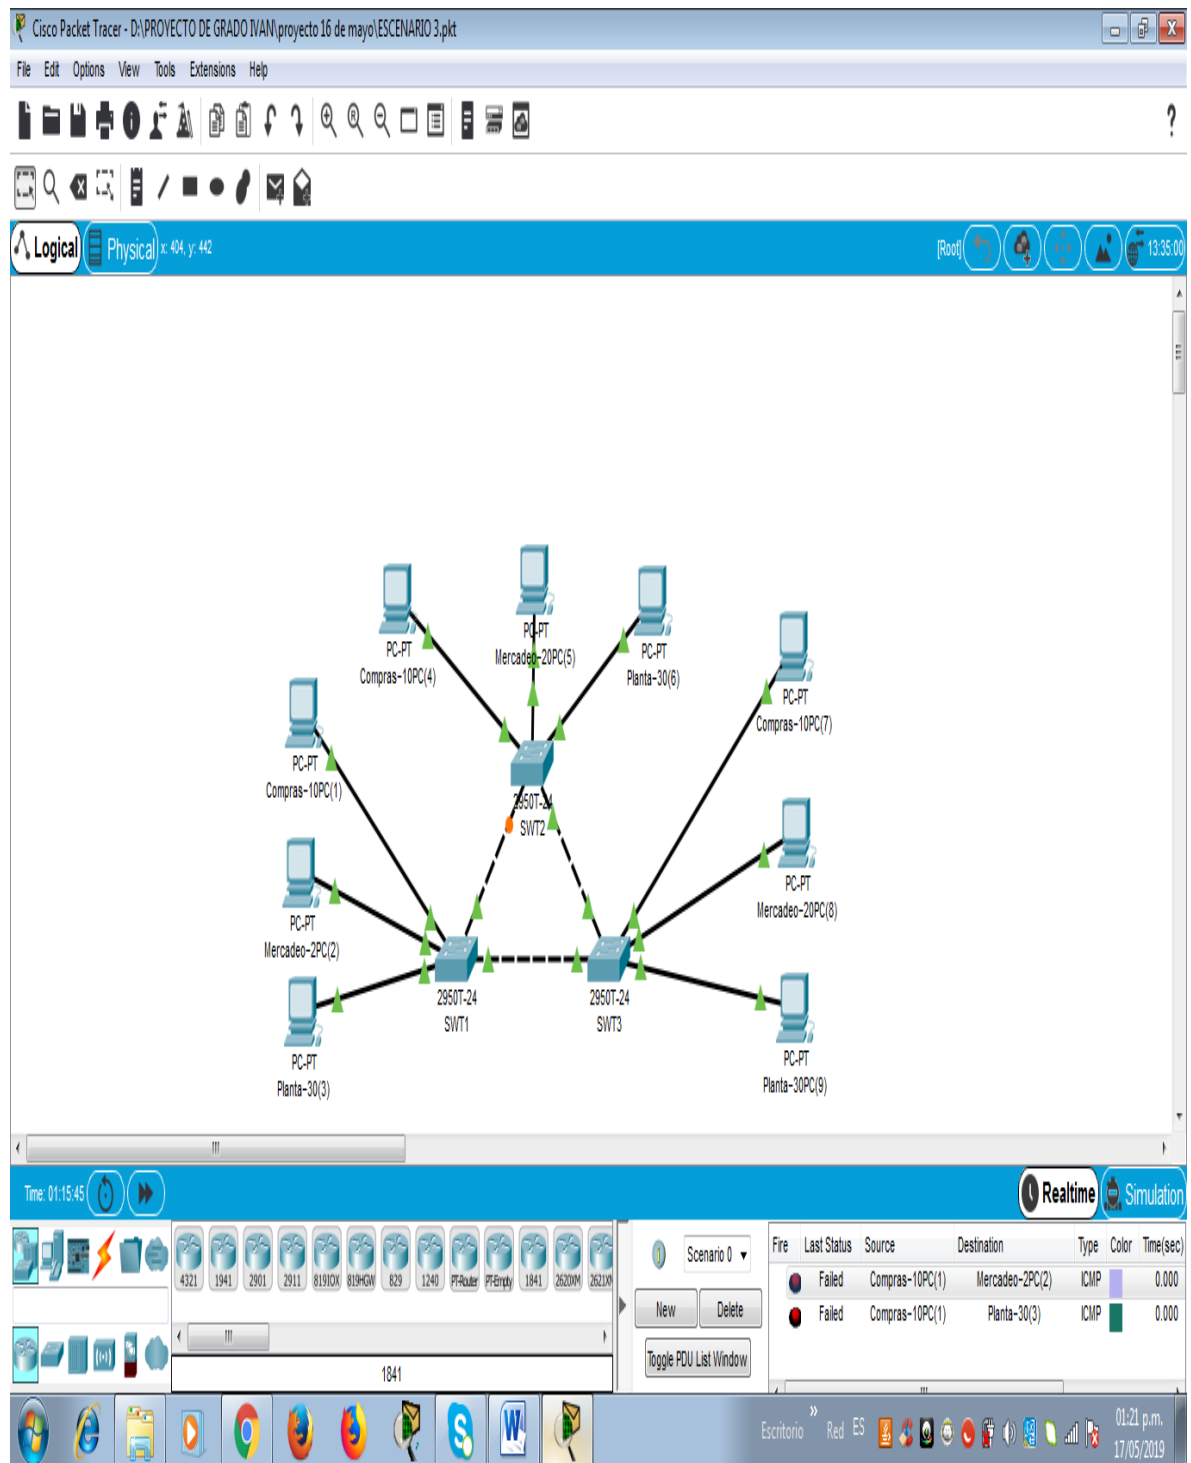 Cisco Packet Tracer - D:\PROYECTO DE GRADO IVAN\proyecto 16 de mayo\ESCENARIO 3.pkt
File Edit Options View Tools Extensions Help
?
Logical Physical x: 404, y: 442 [Root] 13:35:00
PC-PT
Compras-10PC(4)
PC-PT
Mercadeo-20PC(5)
PC-PT
Planta-30(6)
PC-PT
Compras-10PC(7)
PC-PT
Compras-10PC(1)
2950T-24
SWT2
PC-PT
Mercadeo-20PC(8)
PC-PT
Mercadeo-2PC(2)
2950T-24
SWT1
2950T-24
SWT3
PC-PT
Planta-30(3)
PC-PT
Planta-30PC(9)
Time: 01:15:45 Realtime Simulation
4321 1941 2901 2911 819IOX 819HGW 829 1240 PT-Router PT-Empty 1841 2620XM 2621XM
1841
Scenario 0
New Delete
Toggle PDU List Window
Fire Last Status Source Destination Type Color Time(sec)
Failed Compras-10PC(1) Mercadeo-2PC(2) ICMP 0.000
Failed Compras-10PC(1) Planta-30(3) ICMP 0.000
Escritorio » Red ES 01:21 p.m.
17/05/2019